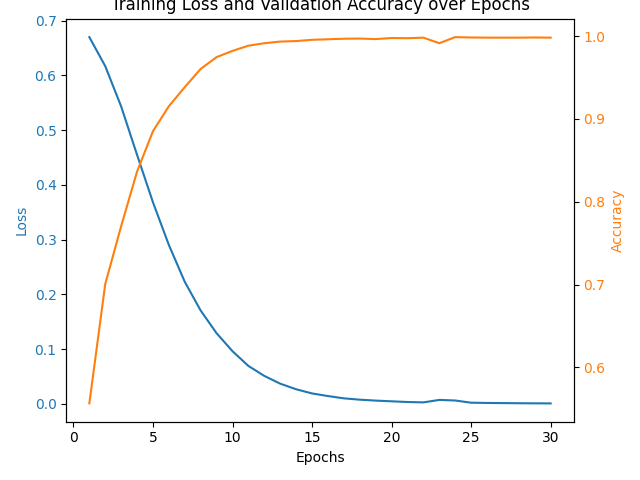 Training Loss and Validation Accuracy over Epochs
0.7
0.6
0.5
0.4
0.3
0.2
0.1
0.0
Loss
1.0
0.9
0.8
0.7
0.6
Accuracy
0 5 10 15 20 25 30
Epochs